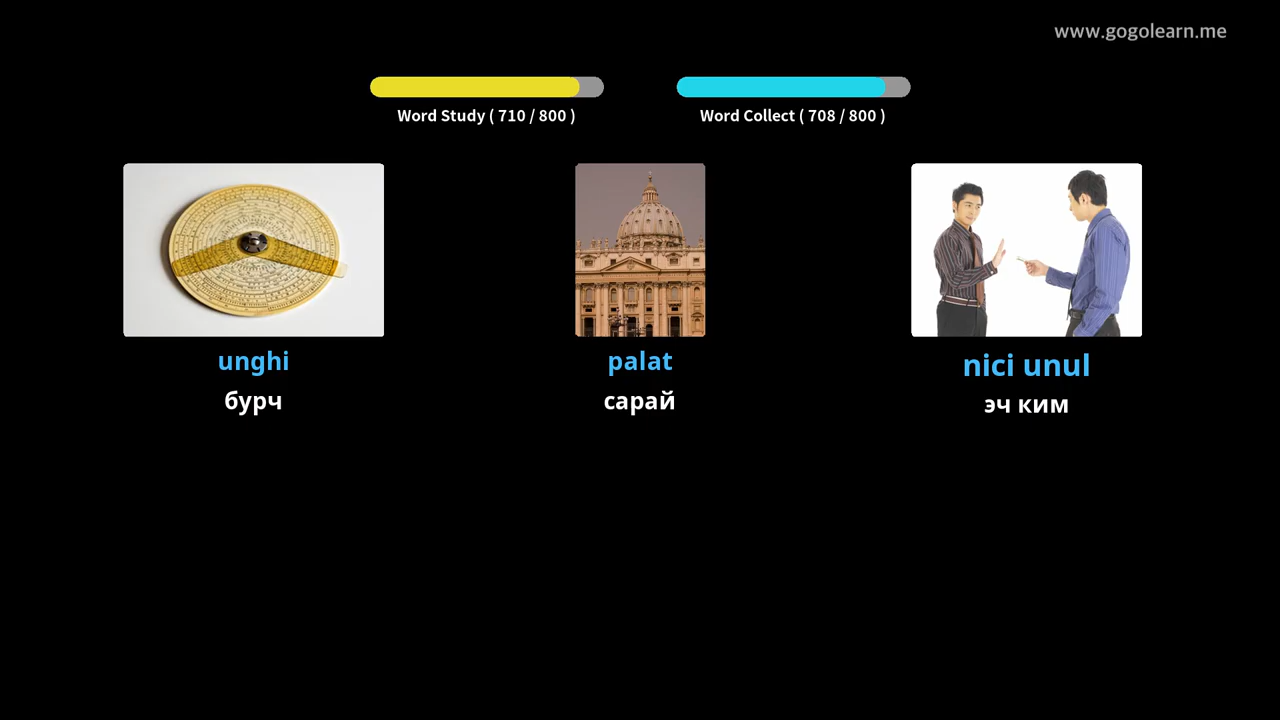 www.gogolearn.me
Word Study ( 710 / 800 )
Word Collect ( 708 / 800 )
unghi
бурч
palat
сарай
nici unul
эч ким